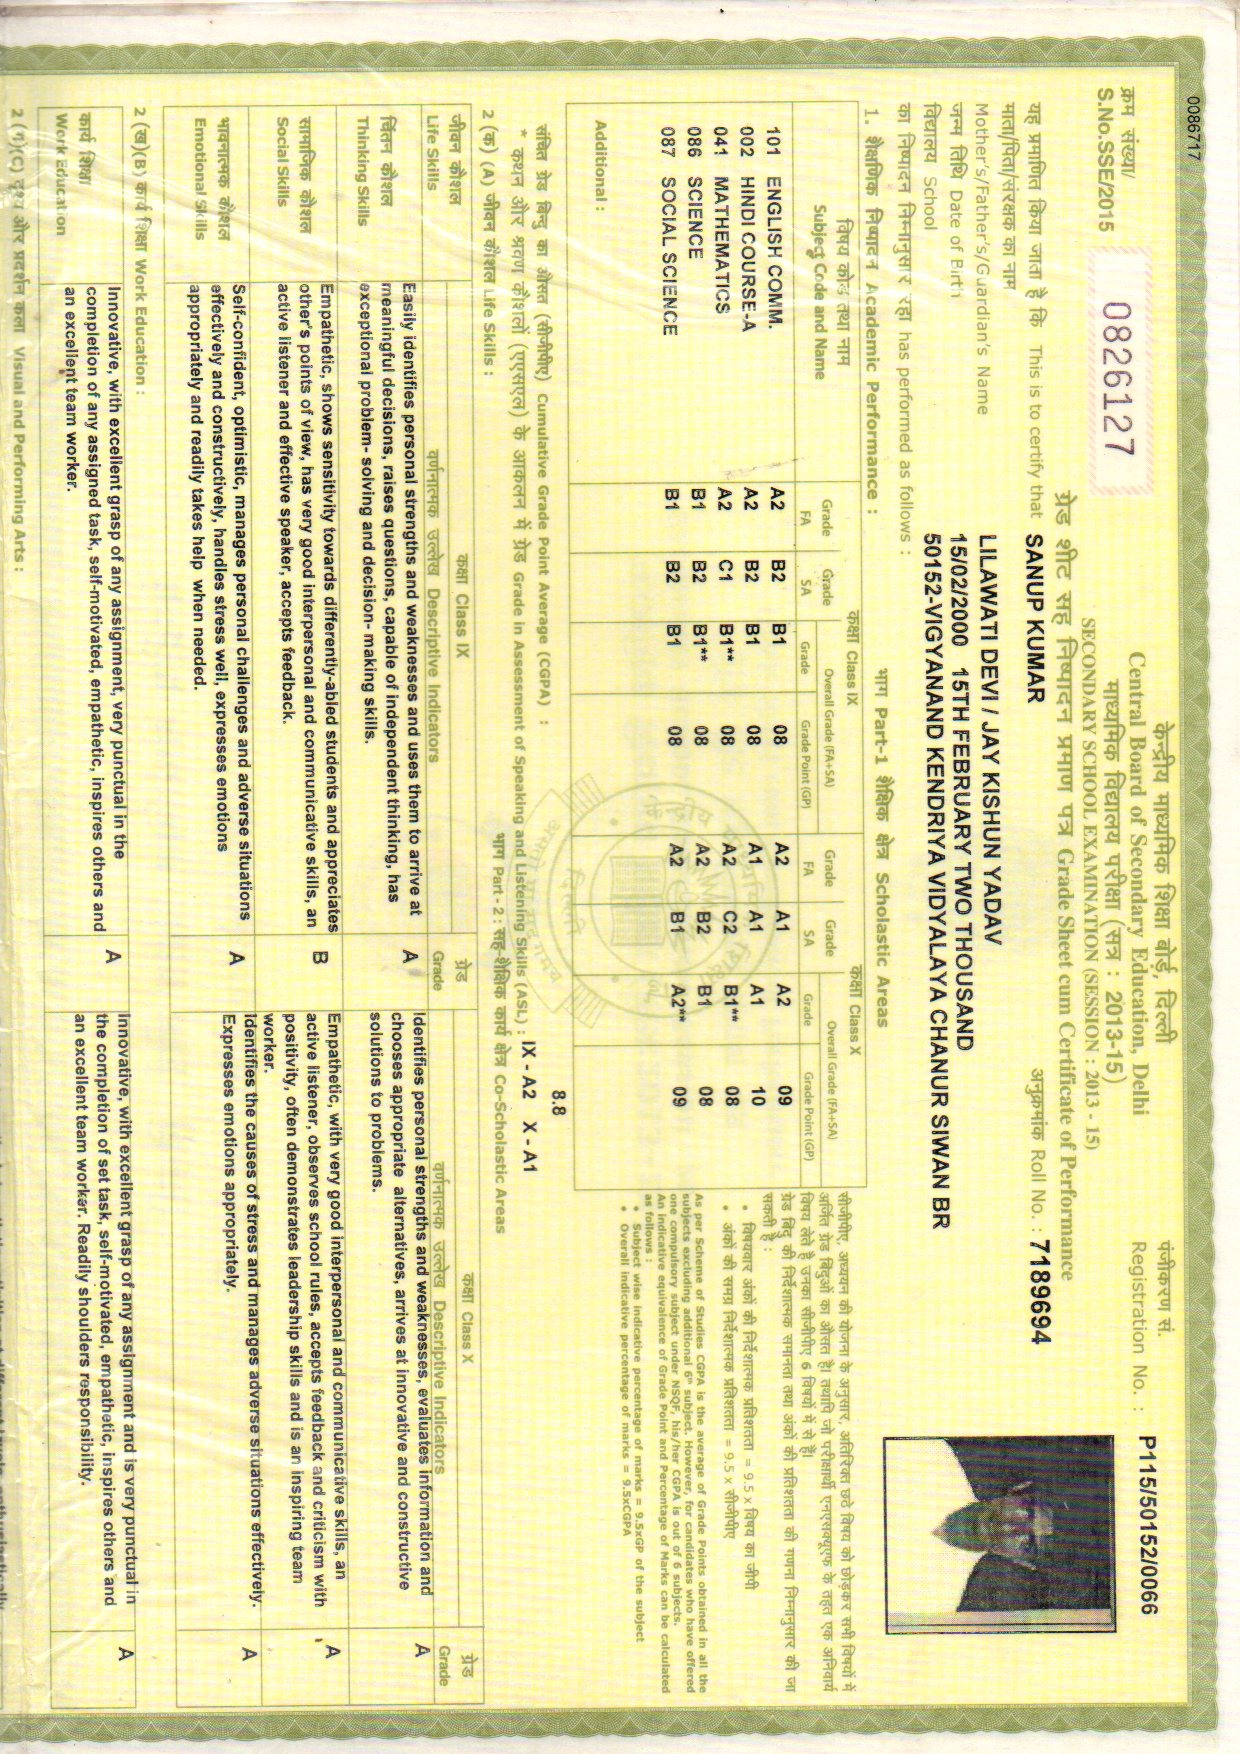 0086717
क्रम संख्या/
S.No.SSE/2015
0826127
केन्द्रीय माध्यमिक शिक्षा बोर्ड, दिल्ली
Central Board of Secondary Education, Delhi
माध्यमिक विद्यालय परीक्षा (सत्र : 2013-15)
SECONDARY SCHOOL EXAMINATION (SESSION : 2013 - 15)
ग्रेड शीट सह निष्पादन प्रमाण पत्र Grade Sheet cum Certificate of Performance
पंजीकरण सं.
Registration No. : P115/50152/0066
यह प्रमाणित किया जाता है कि This is to certify that SANUP KUMAR
अनुक्रमांक Roll No. : 7189694
माता/पिता/संरक्षक का नाम
Mother's/Father's/Guardian's Name LILAWATI DEVI / JAY KISHUN YADAV
जन्म तिथि Date of Birth 15/02/2000 15TH FEBRUARY TWO THOUSAND
विद्यालय School 50152-VIGYANAND KENDRIYA VIDYALAYA CHANUR SIWAN BR
का निष्पादन निम्नानुसार रहा has performed as follows :
भाग Part-1 शैक्षिक क्षेत्र Scholastic Areas
1. शैक्षणिक निष्पादन Academic Performance :
विषय कोड तथा नाम
Subject Code and Name
कक्षा Class IX
कक्षा Class X
Grade FA Grade SA Overall Grade (FA+SA) Grade Grade Point (GP)
Grade FA Grade SA Overall Grade (FA+SA) Grade Grade Point (GP)
101 ENGLISH COMM. A2 B2 B1 08 A2 A1 A2 09
002 HINDI COURSE-A A2 B2 B1 08 A1 A1 A1 10
041 MATHEMATICS A2 C1 B1** 08 A2 C2 B1** 08
086 SCIENCE B1 B2 B1** 08 A2 B2 B1 08
087 SOCIAL SCIENCE B1 B2 B1 08 A2 B1 A2** 09
Additional :
सीजीपीए, अध्ययन की योजना के अनुसार, अतिरिक्त छठे विषय को छोड़कर सभी विषयों में
अर्जित ग्रेड बिंदुओं का औसत है। तथापि जो परीक्षार्थी एनएसक्यूएफ के तहत एक अनिवार्य
विषय लेते है उनका सीजीपीए 6 विषयों में से है।
ग्रेड बिंदु की निर्देशात्मक समानता तथा अंकों की प्रतिशतता की गणना निम्नानुसार की जा
सकती है :
• विषयवार अंकों की निर्देशात्मक प्रतिशतता = 9.5 x विषय का जीपी
• अंकों की समग्र निर्देशात्मक प्रतिशतता = 9.5 x सीजीपीए
As per Scheme of Studies CGPA is the average of Grade Points obtained in all the
subjects excluding additional 6th subject. However, for candidates who have offered
one compulsory subject under NSQF, his/her CGPA is out of 6 subjects.
An indicative equivalence of Grade Point and Percentage of Marks can be calculated
as follows :
• Subject wise indicative percentage of marks = 9.5xGP of the subject
• Overall indicative percentage of marks = 9.5xCGPA
संचित ग्रेड बिन्दु का औसत (सीजीपीए) Cumulative Grade Point Average (CGPA) : 8.8
* कथन और श्रवण कौशलों (एएसएल) के आकलन में ग्रेड Grade in Assessment of Speaking and Listening Skills (ASL) : IX - A2 X - A1
भाग Part - 2 : सह-शैक्षिक कार्य क्षेत्र Co-Scholastic Areas
2 (क) (A) जीवन कौशल Life Skills :
जीवन कौशल
Life Skills
कक्षा Class IX
वर्णनात्मक उल्लेख Descriptive Indicators
ग्रेड
Grade
कक्षा Class X
वर्णनात्मक उल्लेख Descriptive Indicators
ग्रेड
Grade
चिंतन कौशल
Thinking Skills
Easily identifies personal strengths and weaknesses and uses them to arrive at
meaningful decisions, raises questions, capable of independent thinking, has
exceptional problem- solving and decision- making skills.
A
Identifies personal strengths and weaknesses, evaluates information and
chooses appropriate alternatives, arrives at innovative and constructive
solutions to problems.
A
सामाजिक कौशल
Social Skills
Empathetic, shows sensitivity towards differently-abled students and appreciates
other's points of view, has very good interpersonal and communicative skills, an
active listener and effective speaker, accepts feedback.
B
Empathetic, with very good interpersonal and communicative skills, an
active listener, observes school rules, accepts feedback and criticism with
positivity, often demonstrates leadership skills and is an inspiring team
worker.
A
भावनात्मक कौशल
Emotional Skills
Self-confident, optimistic, manages personal challenges and adverse situations
effectively and constructively, handles stress well, expresses emotions
appropriately and readily takes help when needed.
A
Identifies the causes of stress and manages adverse situations effectively.
Expresses emotions appropriately.
A
2 (ख)(B) कार्य शिक्षा Work Education :
कार्य शिक्षा
Work Education
Innovative, with excellent grasp of any assignment, very punctual in the
completion of any assigned task, self-motivated, empathetic, inspires others and
an excellent team worker.
A
Innovative, with excellent grasp of any assignment and is very punctual in
the completion of set task, self-motivated, empathetic, inspires others and
an excellent team worker. Readily shoulders responsibility.
A
2 (ग)(C) दृश्य और प्रदर्शन कला Visual and Performing Arts :